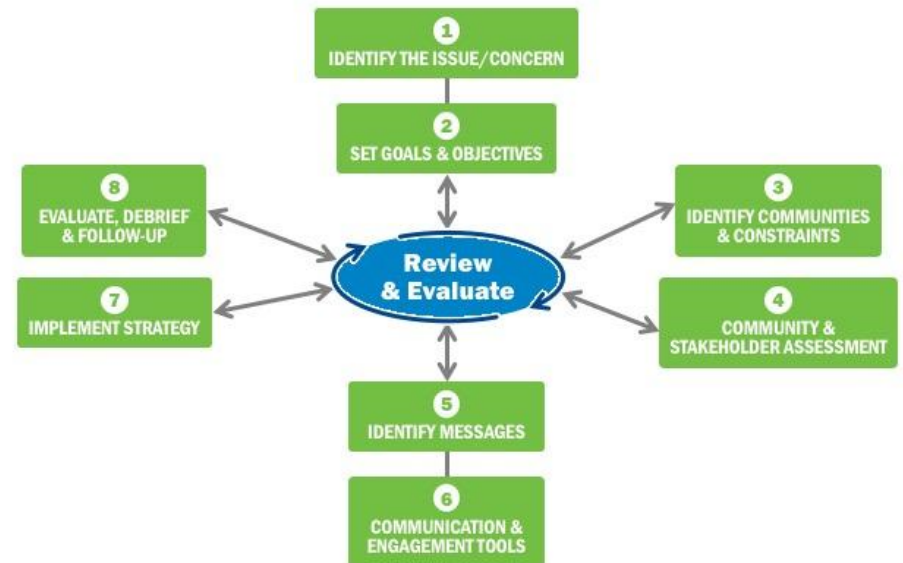 1
IDENTIFY THE ISSUE/CONCERN
2
SET GOALS & OBJECTIVES
3
IDENTIFY COMMUNITIES
& CONSTRAINTS
4
COMMUNITY &
STAKEHOLDER ASSESSMENT
5
IDENTIFY MESSAGES
6
COMMUNICATION &
ENGAGEMENT TOOLS
7
IMPLEMENT STRATEGY
8
EVALUATE, DEBRIEF
& FOLLOW-UP
Review
& Evaluate